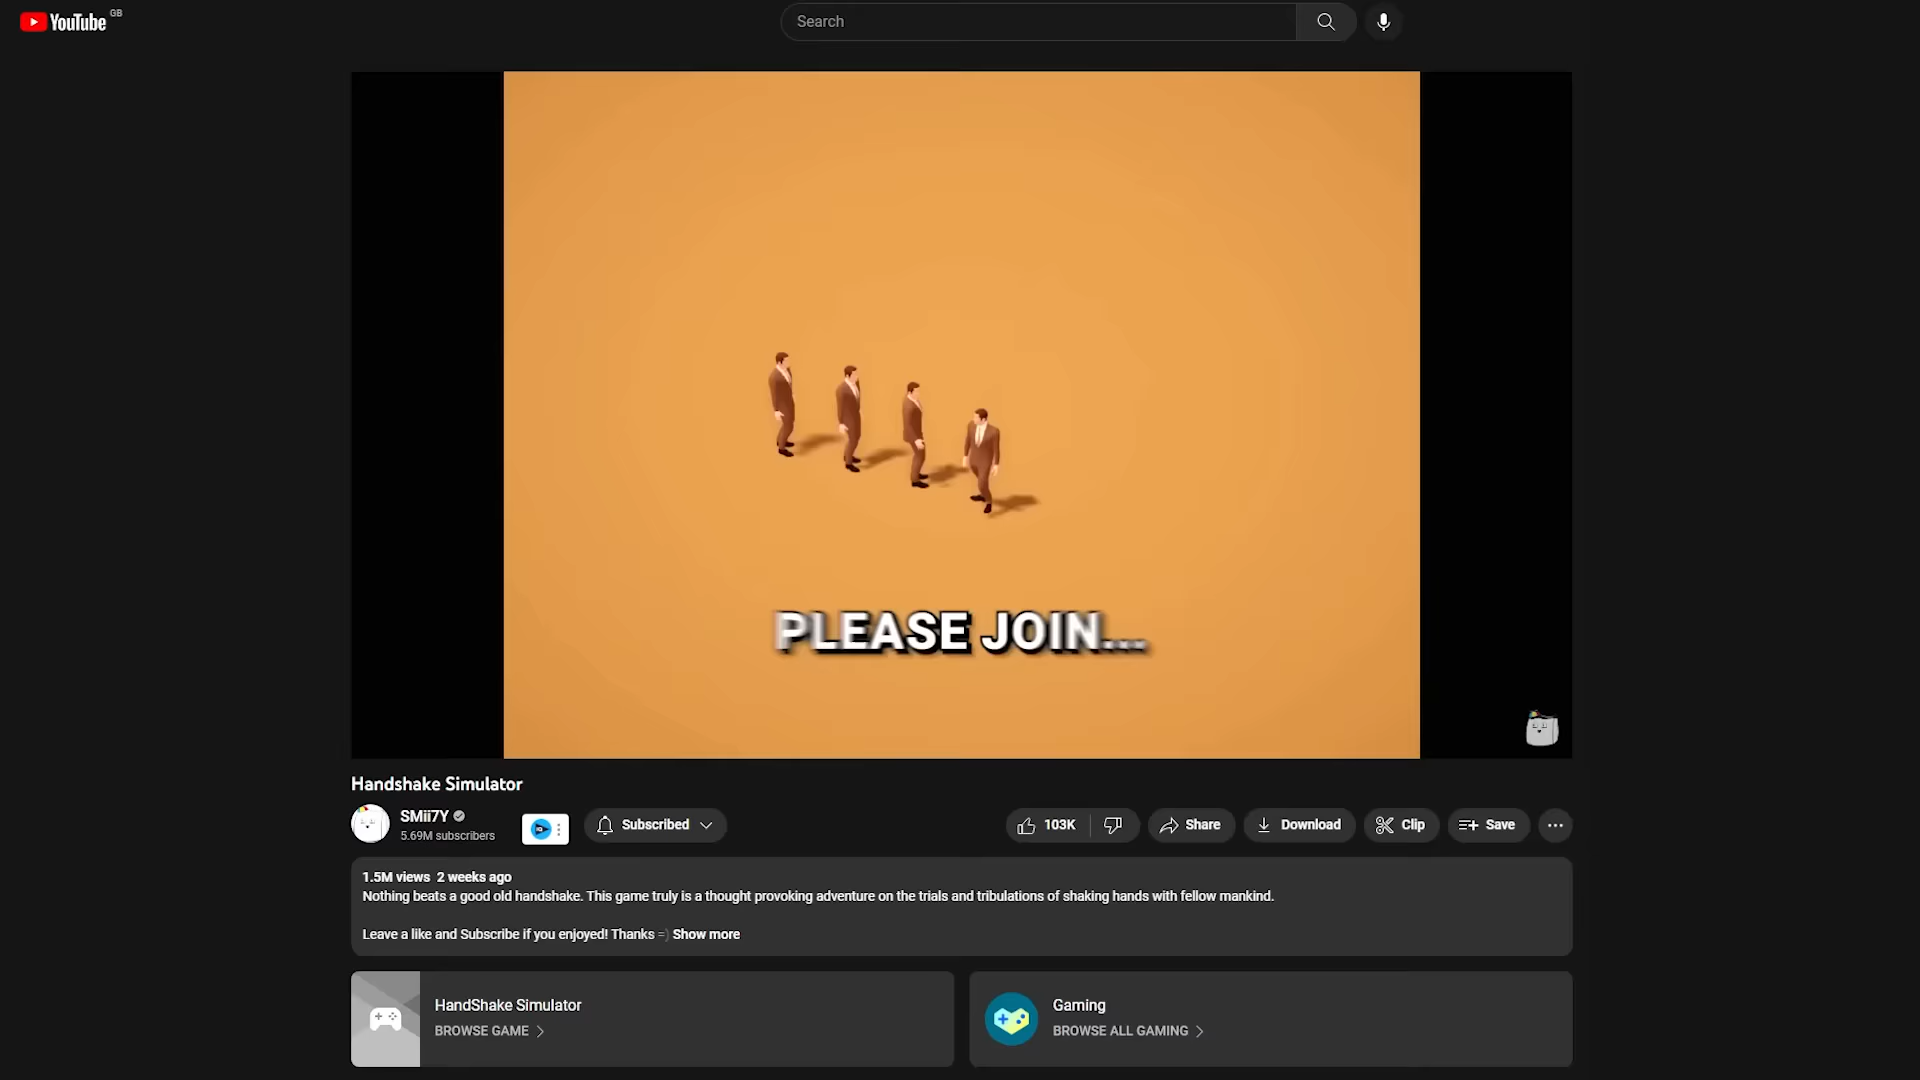 YouTube GB
Search
PLEASE JOIN...
Handshake Simulator
SMii7Y
5.69M subscribers
Subscribed
103K
Share
Download
Clip
Save
1.5M views 2 weeks ago
Nothing beats a good old handshake. This game truly is a thought provoking adventure on the trials and tribulations of shaking hands with fellow mankind.
Leave a like and Subscribe if you enjoyed! Thanks =) Show more
HandShake Simulator
BROWSE GAME
Gaming
BROWSE ALL GAMING